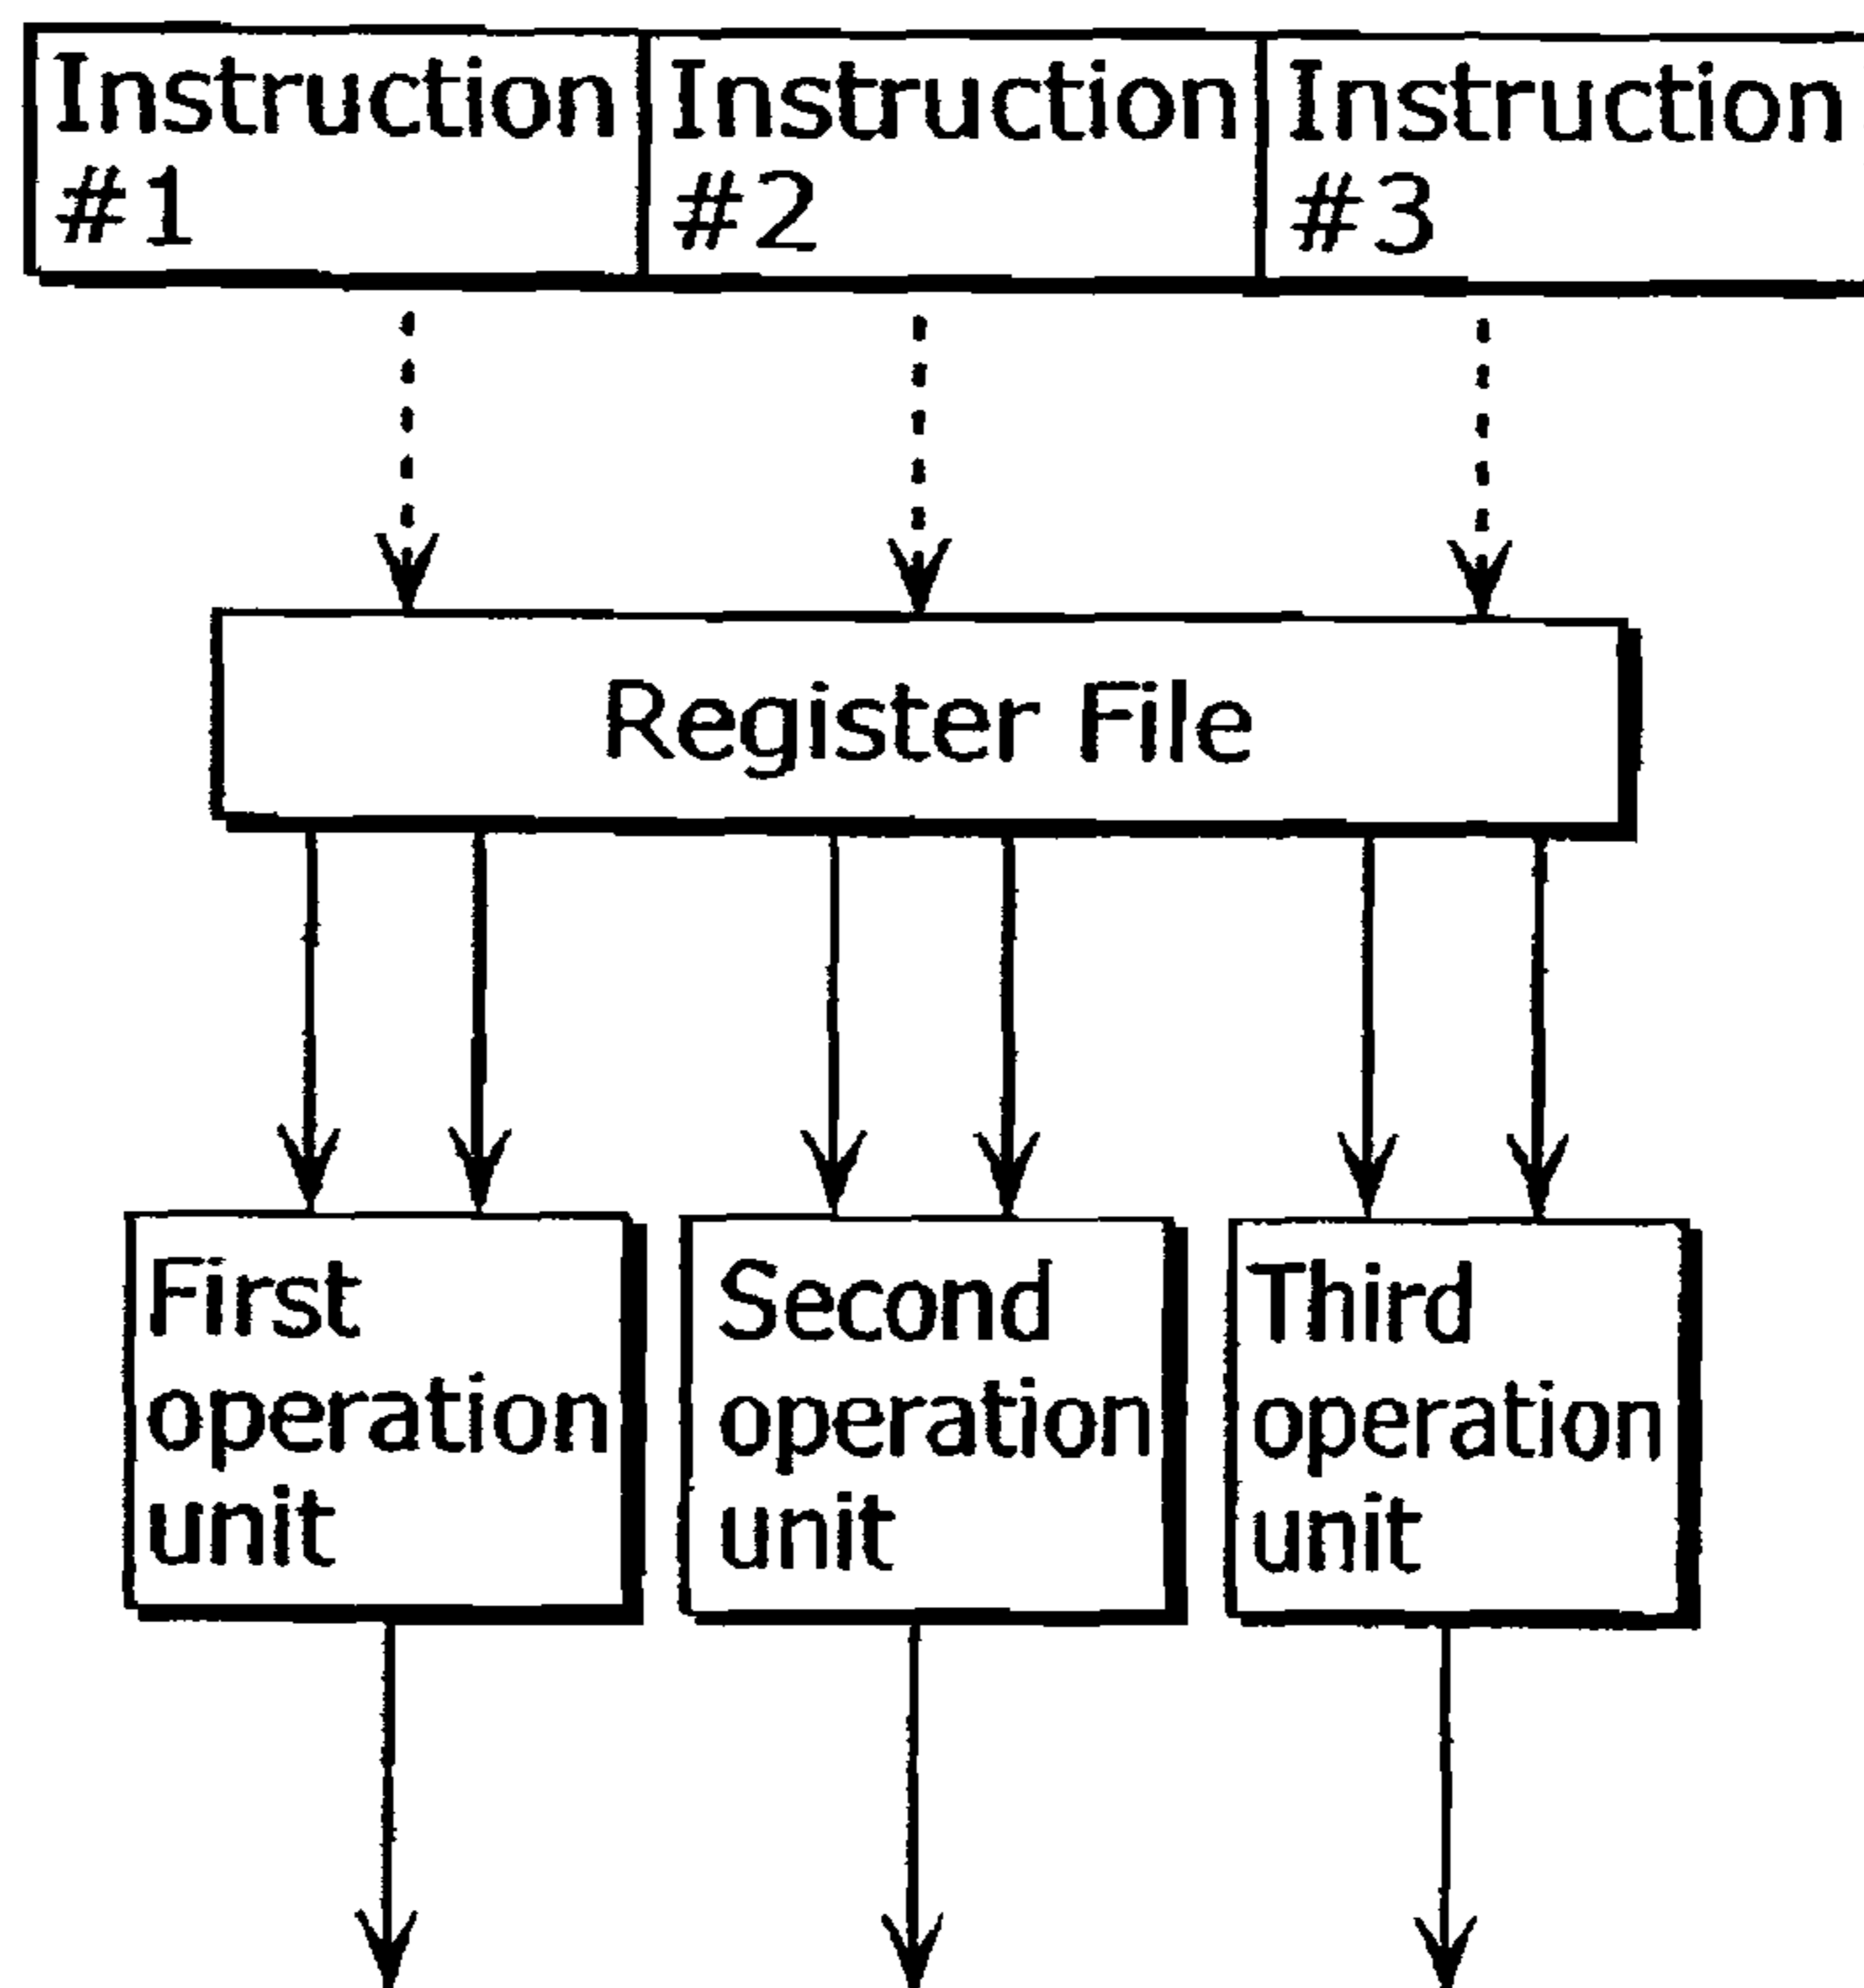 Instruction
#1
Instruction
#2
Instruction
#3
Register File
First
operation
unit
Second
operation
unit
Third
operation
unit